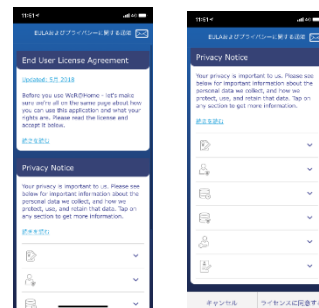 11:51
EULAおよびプライバシーに関する通知
End User License Agreement
Updated: 5月 2018
Before you use WeR@Home - let's make
sure we're all on the same page about how
you can use this application and what your
rights are. Please read the license and
accept it below.
続きを読む
Privacy Notice
Your privacy is important to us. Please see
below for important information about the
personal data we collect, and how we
protect, use, and retain that data. Tap on
any section to get more information.
続きを読む
11:51
EULAおよびプライバシーに関する通知
Privacy Notice
Your privacy is important to us. Please see
below for important information about the
personal data we collect, and how we
protect, use, and retain that data. Tap on
any section to get more information.
続きを読む
キャンセル
ライセンスに同意す